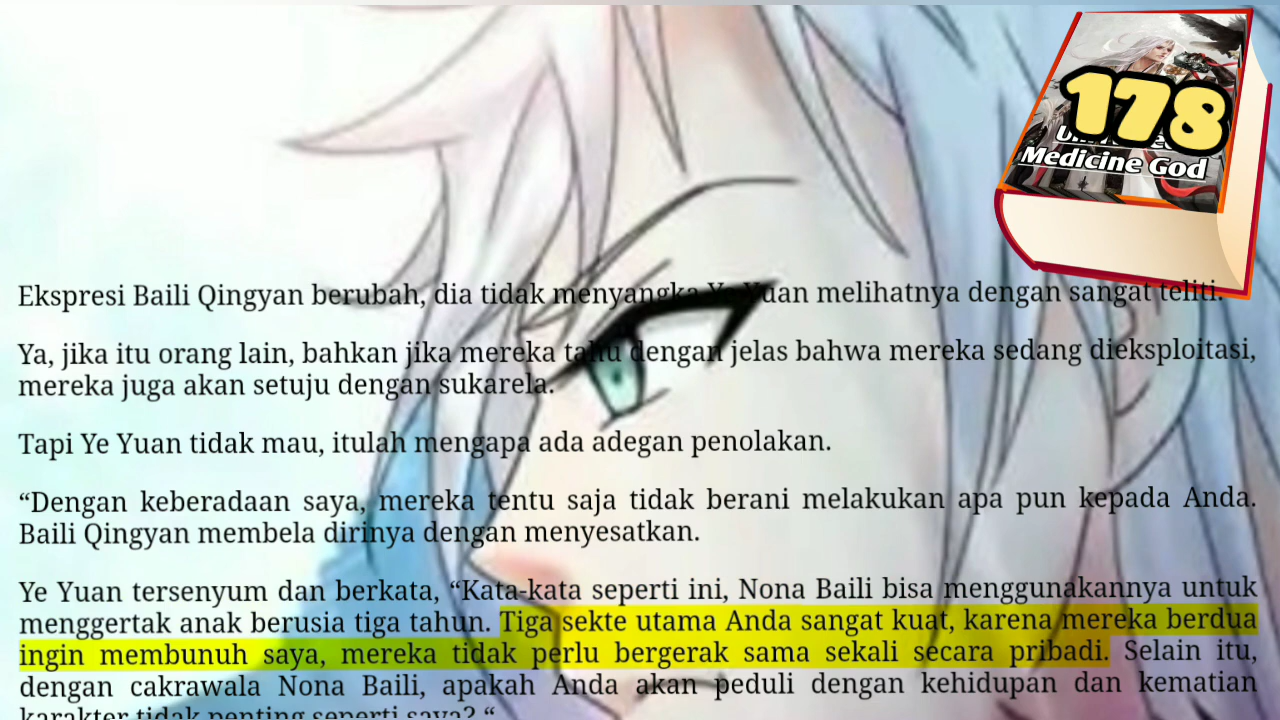 178
Medicine God
Ekspresi Baili Qingyan berubah, dia tidak menyangka Ye Yuan melihatnya dengan sangat teliti.
Ya, jika itu orang lain, bahkan jika mereka tahu dengan jelas bahwa mereka sedang dieksploitasi,
mereka juga akan setuju dengan sukarela.
Tapi Ye Yuan tidak mau, itulah mengapa ada adegan penolakan.
“Dengan keberadaan saya, mereka tentu saja tidak berani melakukan apa pun kepada Anda.
Baili Qingyan membela dirinya dengan menyesatkan.
Ye Yuan tersenyum dan berkata, “Kata-kata seperti ini, Nona Baili bisa menggunakannya untuk
menggertak anak berusia tiga tahun. Tiga sekte utama Anda sangat kuat, karena mereka berdua
ingin membunuh saya, mereka tidak perlu bergerak sama sekali secara pribadi. Selain itu,
dengan cakrawala Nona Baili, apakah Anda akan peduli dengan kehidupan dan kematian
karakter tidak penting seperti saya? “